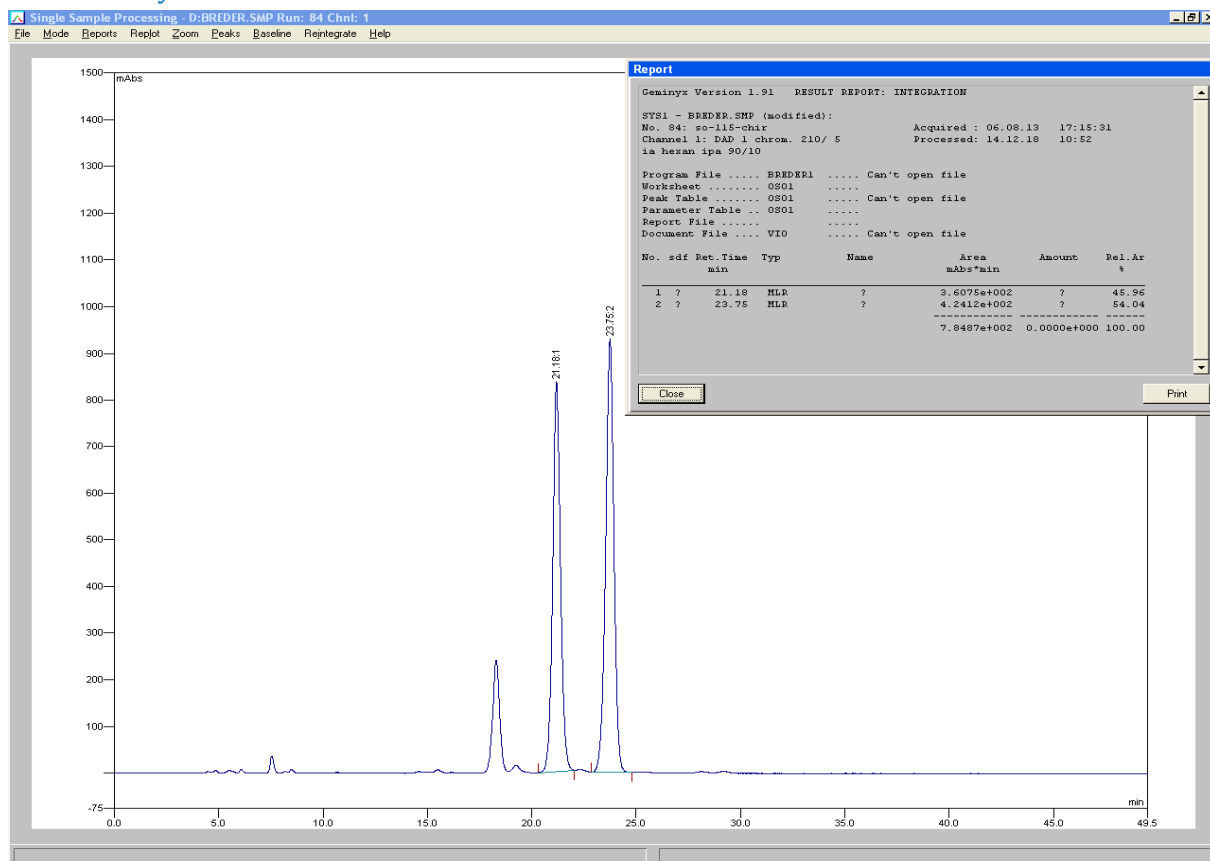 Single Sample Processing - D:BREDER.SMP Run: 84 Chnl: 1
File Mode Reports Replot Zoom Peaks Baseline Reintegrate Help
mAbs
1500
1400
1300
1200
1100
1000
900
800
700
600
500
400
300
200
100
-75
0.0 5.0 10.0 15.0 20.0 25.0 30.0 35.0 40.0 45.0 49.5
min
21.18:1
23.75:2
Report
Geminyx Version 1.91 RESULT REPORT: INTEGRATION
SYS1 - BREDER.SMP (modified):
No. 84: so-115-chir Acquired : 06.08.13 17:15:31
Channel 1: DAD 1 chrom. 210/ 5 Processed: 14.12.18 10:52
ia hexan ipa 90/10
Program File ..... BREDER1 ..... Can't open file
Worksheet ........ OSO1 .....
Peak Table ....... OSO1 ..... Can't open file
Parameter Table .. OSO1 .....
Report File ...... .....
Document File .... VIO ..... Can't open file
No. sdf Ret.Time Typ Name Area Amount Rel.Ar
min mAbs*min %
1 ? 21.18 MLR ? 3.6075e+002 ? 45.96
2 ? 23.75 MLR ? 4.2412e+002 ? 54.04
------------ ------------ ------
7.8487e+002 0.0000e+000 100.00
Close Print